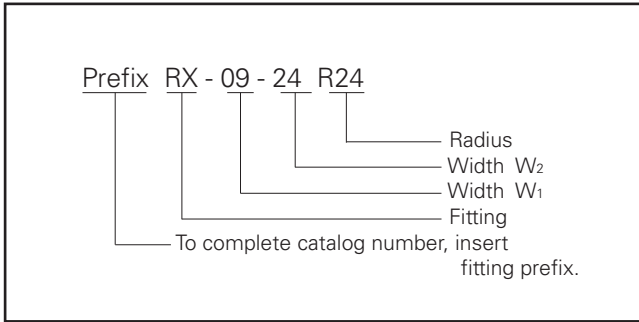 Prefix RX - 09 - 24 R24
Radius
Width W2
Width W1
Fitting
To complete catalog number, insert
fitting prefix.